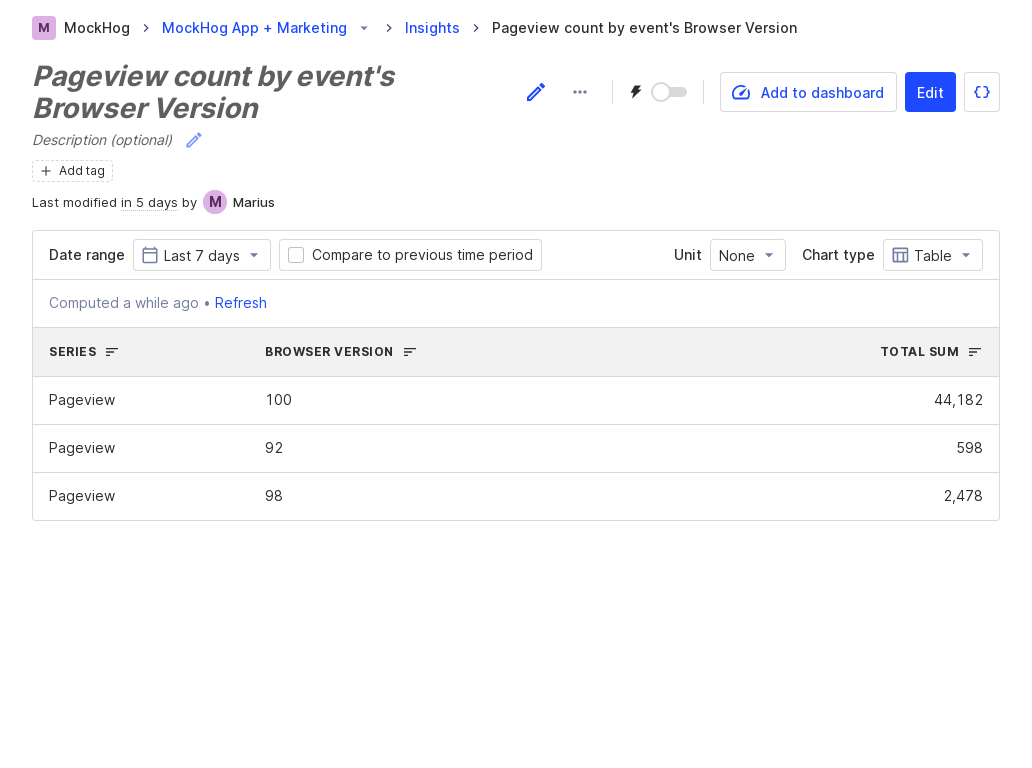 M MockHog MockHog App + Marketing Insights Pageview count by event's Browser Version
Pageview count by event's
Browser Version
Add to dashboard Edit
Description (optional)
Add tag
Last modified in 5 days by M Marius
Date range Last 7 days Compare to previous time period Unit None Chart type Table
Computed a while ago • Refresh
SERIES BROWSER VERSION TOTAL SUM
Pageview 100 44,182
Pageview 92 598
Pageview 98 2,478